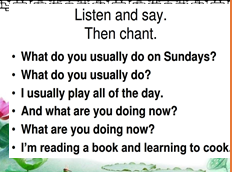 Listen and say.
Then chant.
• What do you usually do on Sundays?
• What do you usually do?
• I usually play all of the day.
• And what are you doing now?
• What are you doing now?
• I'm reading a book and learning to cook